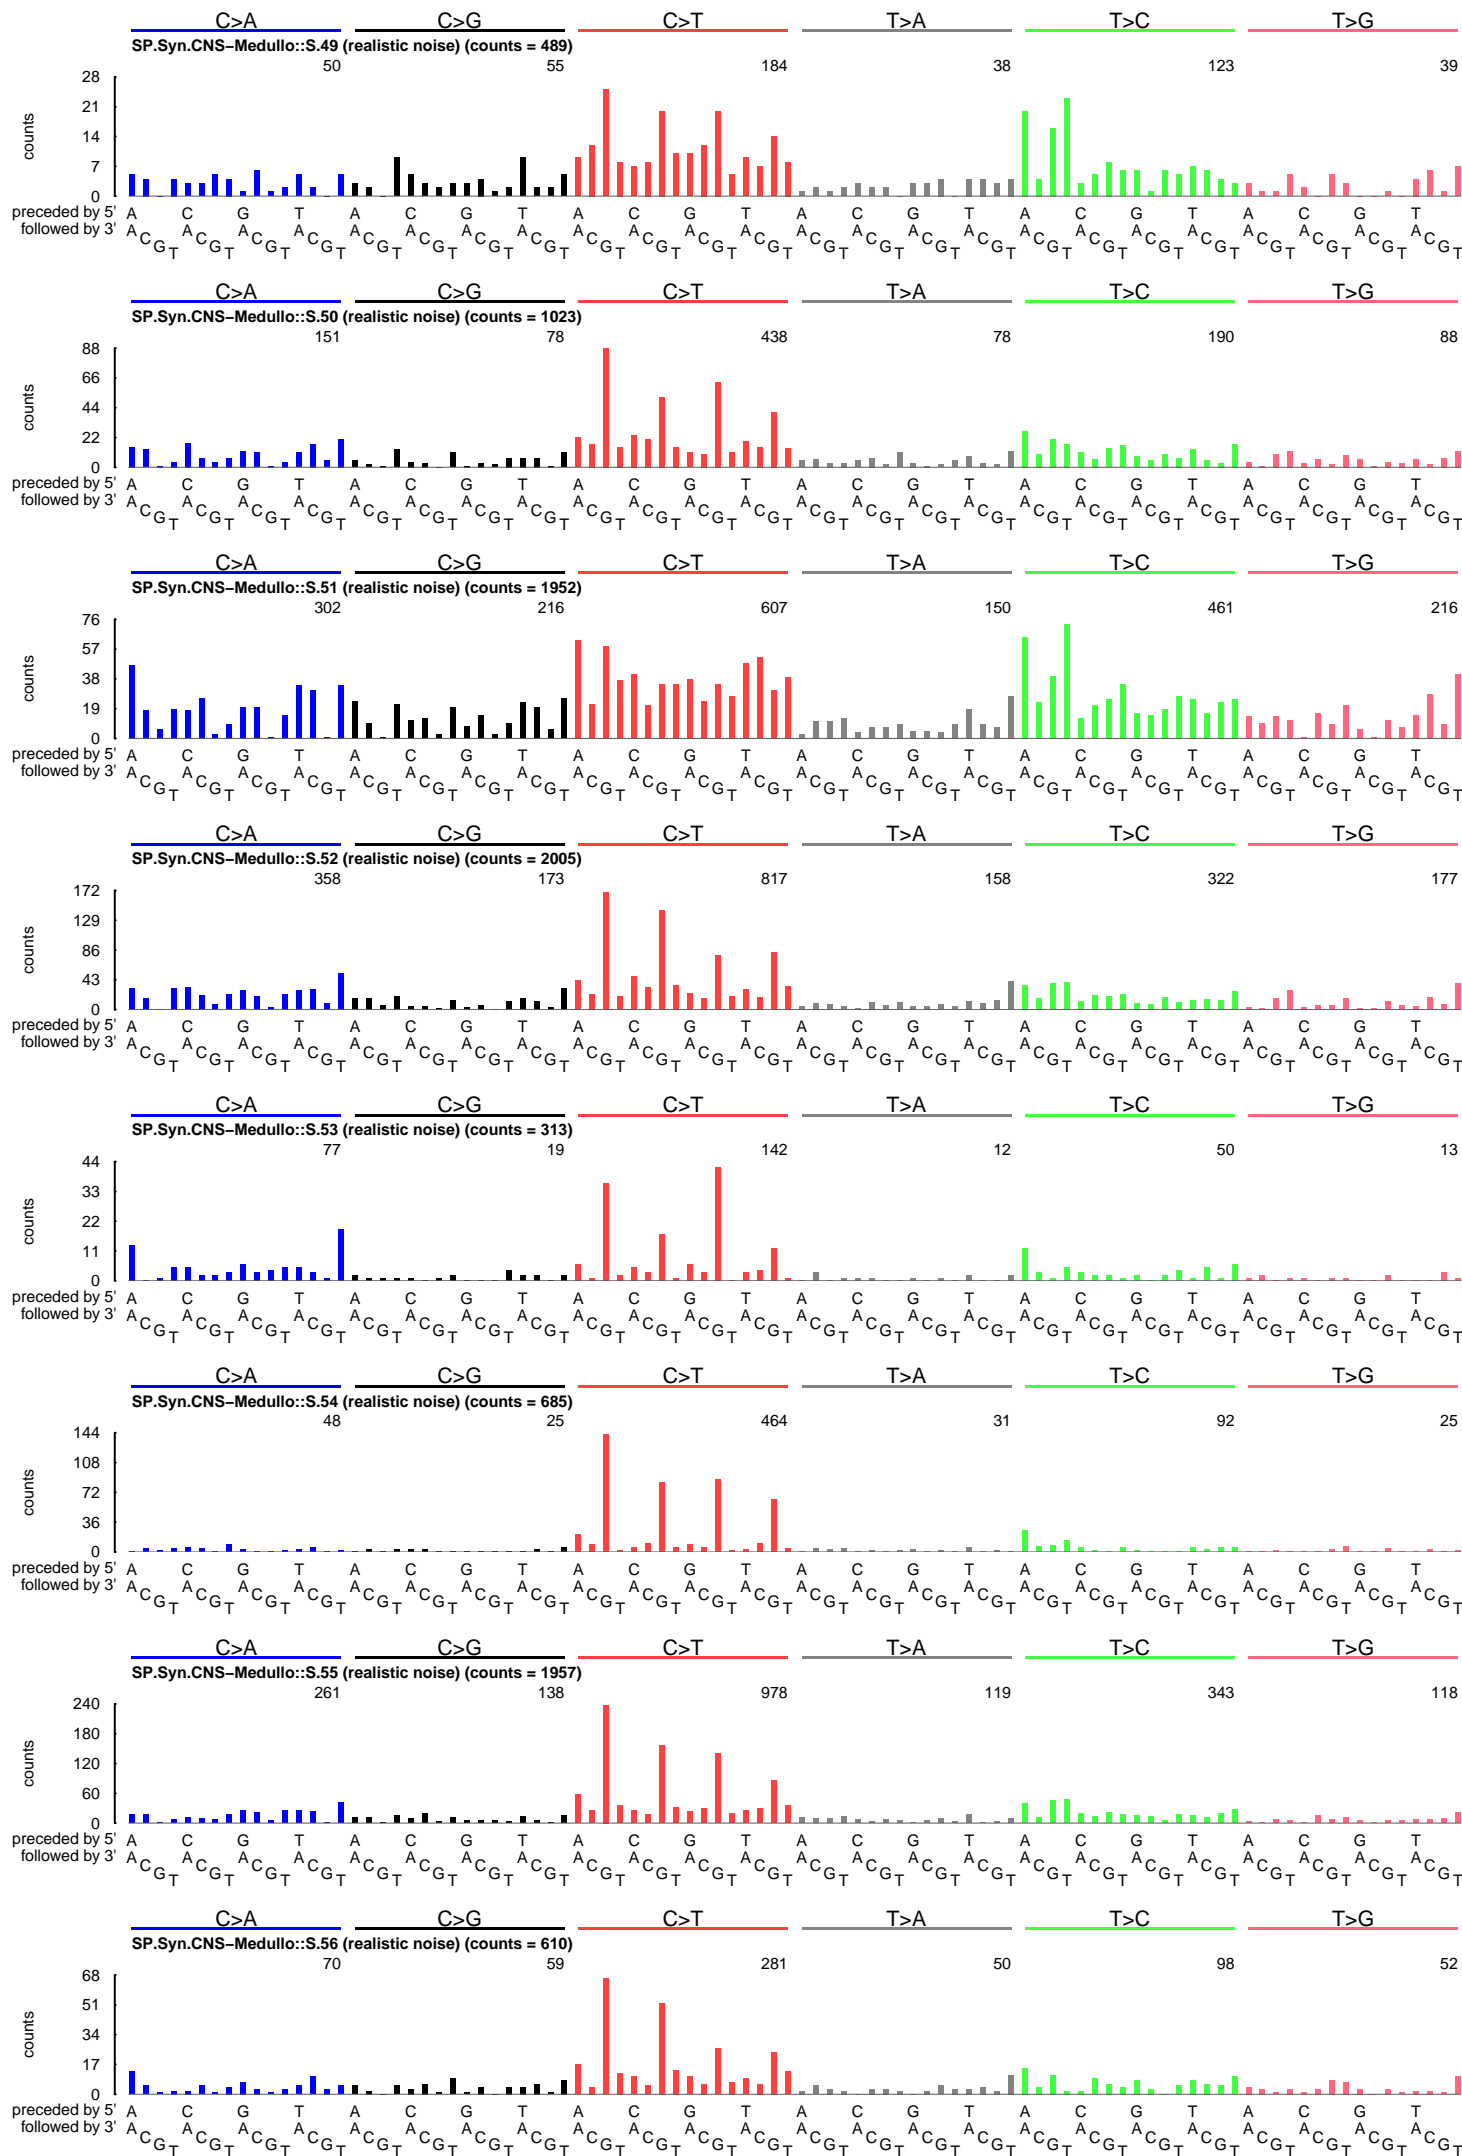 C>A C>G C>T T>A T>C T>G
SP.Syn.CNS−Medullo::S.49 (realistic noise) (counts = 489)
50 55 184 38 123 39
28
21
14
7
0
counts
preceded by 5' A C G T A C G T A C G T A C G T A C G T A C G T
followed by 3' A C G T A C G T A C G T A C G T A C G T A C G T A C G T A C G T A C G T A C G T A C G T A C G T A C G T A C G T A C G T A C G T A C G T A C G T A C G T A C G T A C G T A C G T A C G T A C G T
C>A C>G C>T T>A T>C T>G
SP.Syn.CNS−Medullo::S.50 (realistic noise) (counts = 1023)
151 78 438 78 190 88
88
66
44
22
0
counts
preceded by 5' A C G T A C G T A C G T A C G T A C G T A C G T
followed by 3' A C G T A C G T A C G T A C G T A C G T A C G T A C G T A C G T A C G T A C G T A C G T A C G T A C G T A C G T A C G T A C G T A C G T A C G T A C G T A C G T A C G T A C G T A C G T A C G T
C>A C>G C>T T>A T>C T>G
SP.Syn.CNS−Medullo::S.51 (realistic noise) (counts = 1952)
302 216 607 150 461 216
76
57
38
19
0
counts
preceded by 5' A C G T A C G T A C G T A C G T A C G T A C G T
followed by 3' A C G T A C G T A C G T A C G T A C G T A C G T A C G T A C G T A C G T A C G T A C G T A C G T A C G T A C G T A C G T A C G T A C G T A C G T A C G T A C G T A C G T A C G T A C G T A C G T
C>A C>G C>T T>A T>C T>G
SP.Syn.CNS−Medullo::S.52 (realistic noise) (counts = 2005)
358 173 817 158 322 177
172
129
86
43
0
counts
preceded by 5' A C G T A C G T A C G T A C G T A C G T A C G T
followed by 3' A C G T A C G T A C G T A C G T A C G T A C G T A C G T A C G T A C G T A C G T A C G T A C G T A C G T A C G T A C G T A C G T A C G T A C G T A C G T A C G T A C G T A C G T A C G T A C G T
C>A C>G C>T T>A T>C T>G
SP.Syn.CNS−Medullo::S.53 (realistic noise) (counts = 313)
77 19 142 12 50 13
44
33
22
11
0
counts
preceded by 5' A C G T A C G T A C G T A C G T A C G T A C G T
followed by 3' A C G T A C G T A C G T A C G T A C G T A C G T A C G T A C G T A C G T A C G T A C G T A C G T A C G T A C G T A C G T A C G T A C G T A C G T A C G T A C G T A C G T A C G T A C G T A C G T
C>A C>G C>T T>A T>C T>G
SP.Syn.CNS−Medullo::S.54 (realistic noise) (counts = 685)
48 25 464 31 92 25
144
108
72
36
0
counts
preceded by 5' A C G T A C G T A C G T A C G T A C G T A C G T
followed by 3' A C G T A C G T A C G T A C G T A C G T A C G T A C G T A C G T A C G T A C G T A C G T A C G T A C G T A C G T A C G T A C G T A C G T A C G T A C G T A C G T A C G T A C G T A C G T A C G T
C>A C>G C>T T>A T>C T>G
SP.Syn.CNS−Medullo::S.55 (realistic noise) (counts = 1957)
261 138 978 119 343 118
240
180
120
60
0
counts
preceded by 5' A C G T A C G T A C G T A C G T A C G T A C G T
followed by 3' A C G T A C G T A C G T A C G T A C G T A C G T A C G T A C G T A C G T A C G T A C G T A C G T A C G T A C G T A C G T A C G T A C G T A C G T A C G T A C G T A C G T A C G T A C G T A C G T
C>A C>G C>T T>A T>C T>G
SP.Syn.CNS−Medullo::S.56 (realistic noise) (counts = 610)
70 59 281 50 98 52
68
51
34
17
0
counts
preceded by 5' A C G T A C G T A C G T A C G T A C G T A C G T
followed by 3' A C G T A C G T A C G T A C G T A C G T A C G T A C G T A C G T A C G T A C G T A C G T A C G T A C G T A C G T A C G T A C G T A C G T A C G T A C G T A C G T A C G T A C G T A C G T A C G T